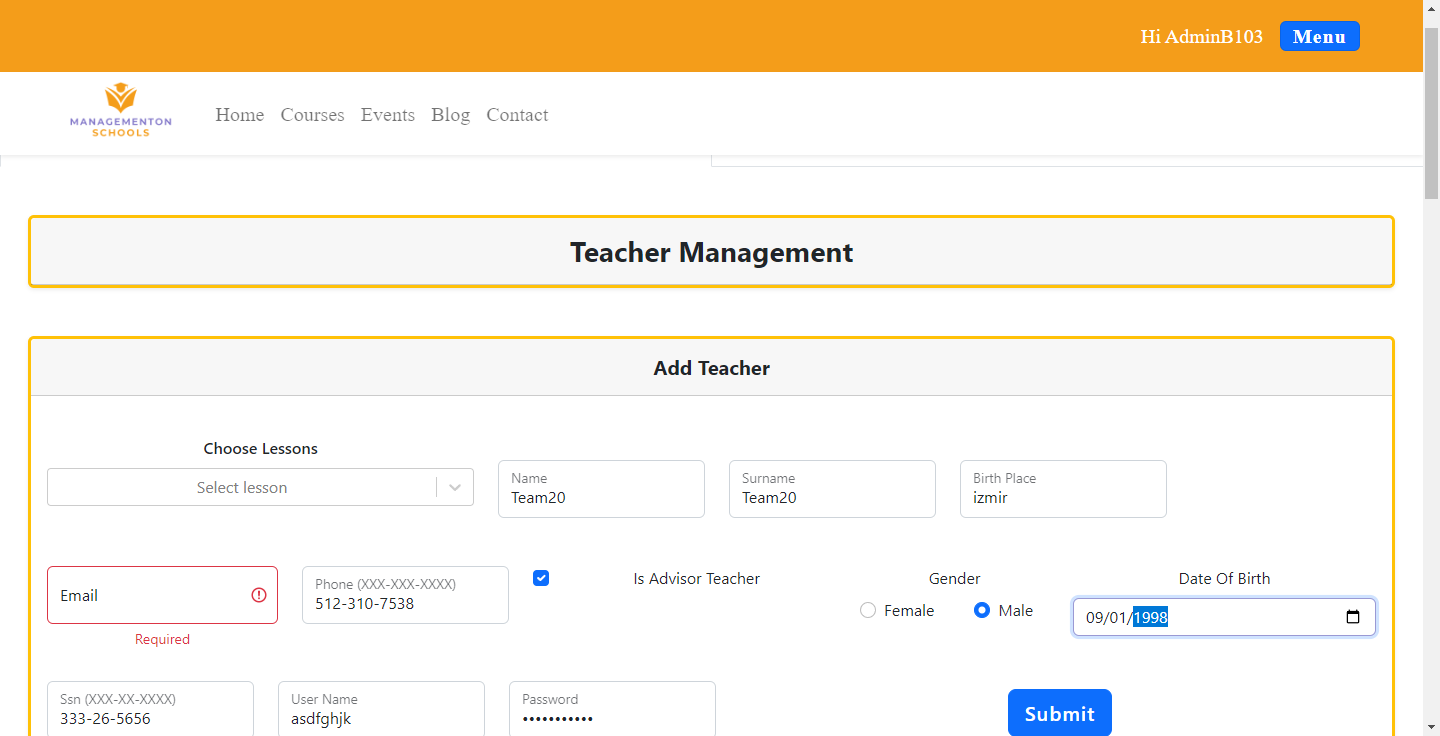 Hi AdminB103 Menu
MANAGEMENTON
SCHOOLS
Home Courses Events Blog Contact
Teacher Management
Add Teacher
Choose Lessons
Select lesson
Name
Team20
Surname
Team20
Birth Place
izmir
Email
Required
Phone (XXX-XXX-XXXX)
512-310-7538
Is Advisor Teacher
Gender
Female Male
Date Of Birth
09/01/1998
Ssn (XXX-XX-XXXX)
333-26-5656
User Name
asdfghjk
Password
•••••••••••
Submit